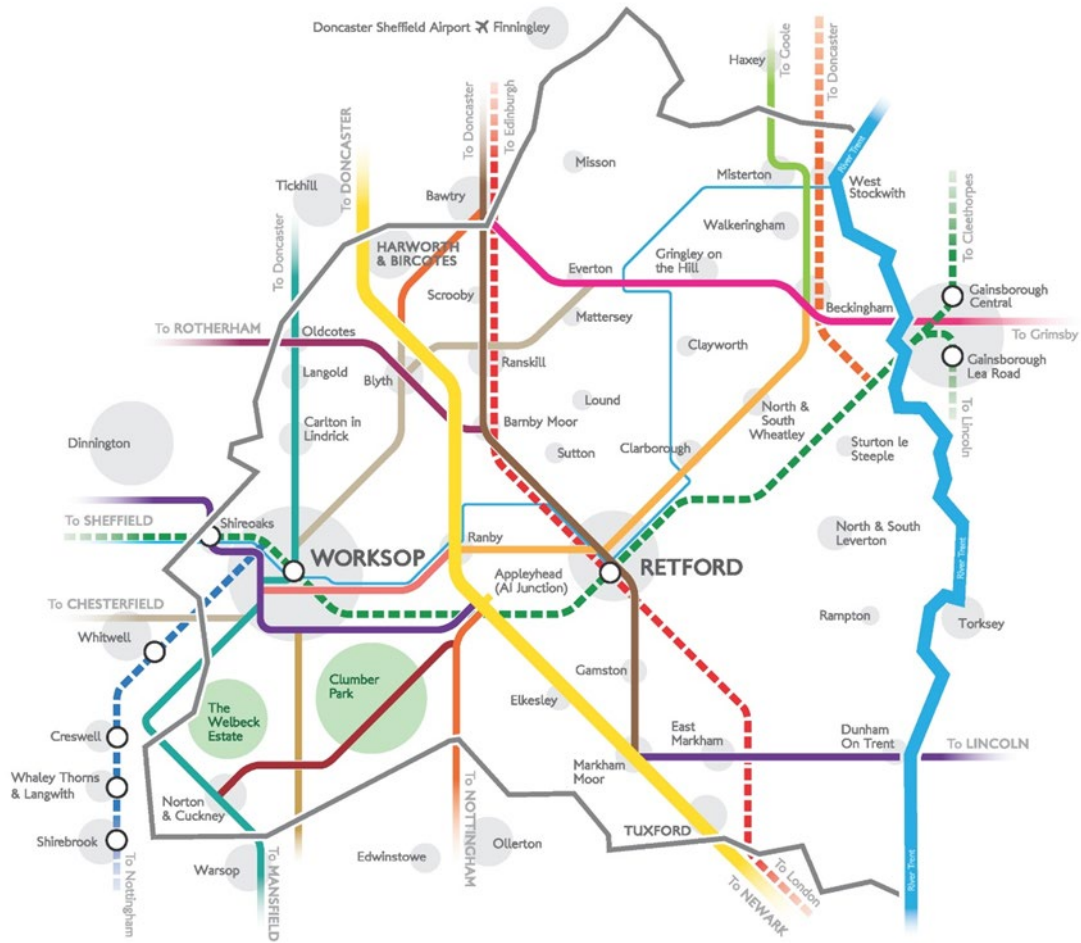 Doncaster Sheffield Airport ✈ Finningley
Haxey
To Goole
To Doncaster
To Doncaster
To Edinburgh
To DONCASTER
River Trent
Misson
Misterton
West
Stockwith
Tickhill
Bawtry
Walkeringham
To Cleethorpes
To Doncaster
HARWORTH
& BIRCOTES
Everton
Gringley on
the Hill
Scrooby
Gainsborough
Central
Beckingham
To ROTHERHAM
Oldcotes
Mattersey
To Grimsby
Clayworth
Gainsborough
Lea Road
Langold
Blyth
Ranskill
Lound
To Lincoln
Carlton in
Lindrick
Barnby Moor
North &
South
Wheatley
Dinnington
Sutton
Clarborough
Sturton le
Steeple
To SHEFFIELD
Shireoaks
Ranby
North & South
Leverton
WORKSOP
RETFORD
River Trent
Appleyhead
(A1 Junction)
To CHESTERFIELD
Whitwell
Rampton
Torksey
Gamston
Clumber
Park
The
Welbeck
Estate
Elkesley
Creswell
East
Markham
Dunham
On Trent
To LINCOLN
Whaley Thorns
& Langwith
Markham
Moor
Norton
& Cuckney
To NOTTINGHAM
Shirebrook
TUXFORD
Ollerton
Edwinstowe
Warsop
To Nottingham
To MANSFIELD
To London
To NEWARK
River Trent